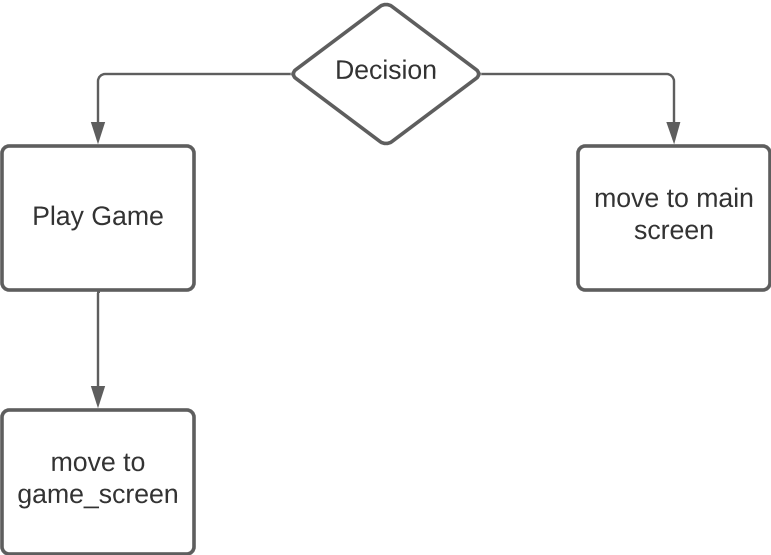 Decision
Play Game
move to main
screen
move to
game_screen